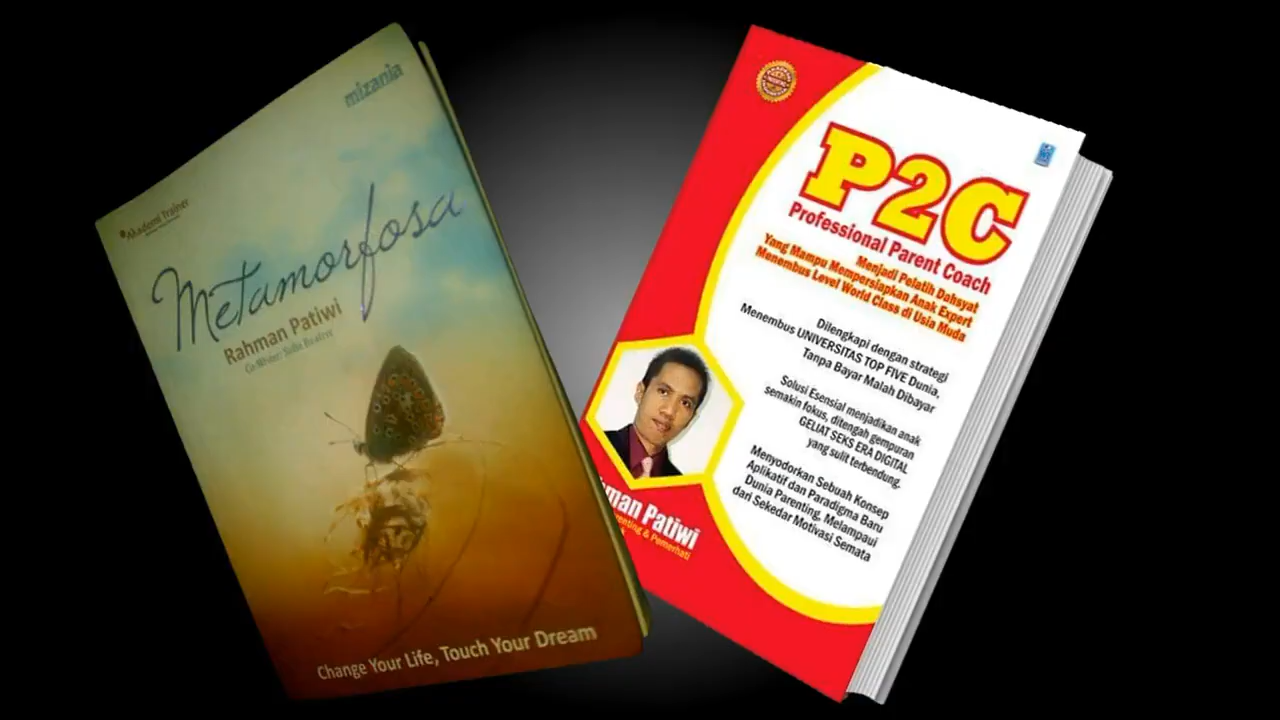 mizania
Akademi Trainer
Metamorfosa
Rahman Patiwi
Co-Writer:
Change Your Life, Touch Your Dream
P2C
Professional Parent Coach
Menjadi Pelatih Dahsyat
Yang Mampu Mempersiapkan Anak Expert
Menembus Level World Class di Usia Muda
Dilengkapi dengan strategi
Menembus UNIVERSITAS TOP FIVE Dunia,
Tanpa Bayar Malah Dibayar
Solusi Esensial menjadikan anak
semakin fokus, ditengah gempuran
GELIAT SEKS ERA DIGITAL
yang sulit terbendung.
Menyodorkan Sebuah Konsep
Aplikatif dan Paradigma Baru
Dunia Parenting, Melampaui
dari Sekedar Motivasi Semata
Patiwi
& Pemerhati